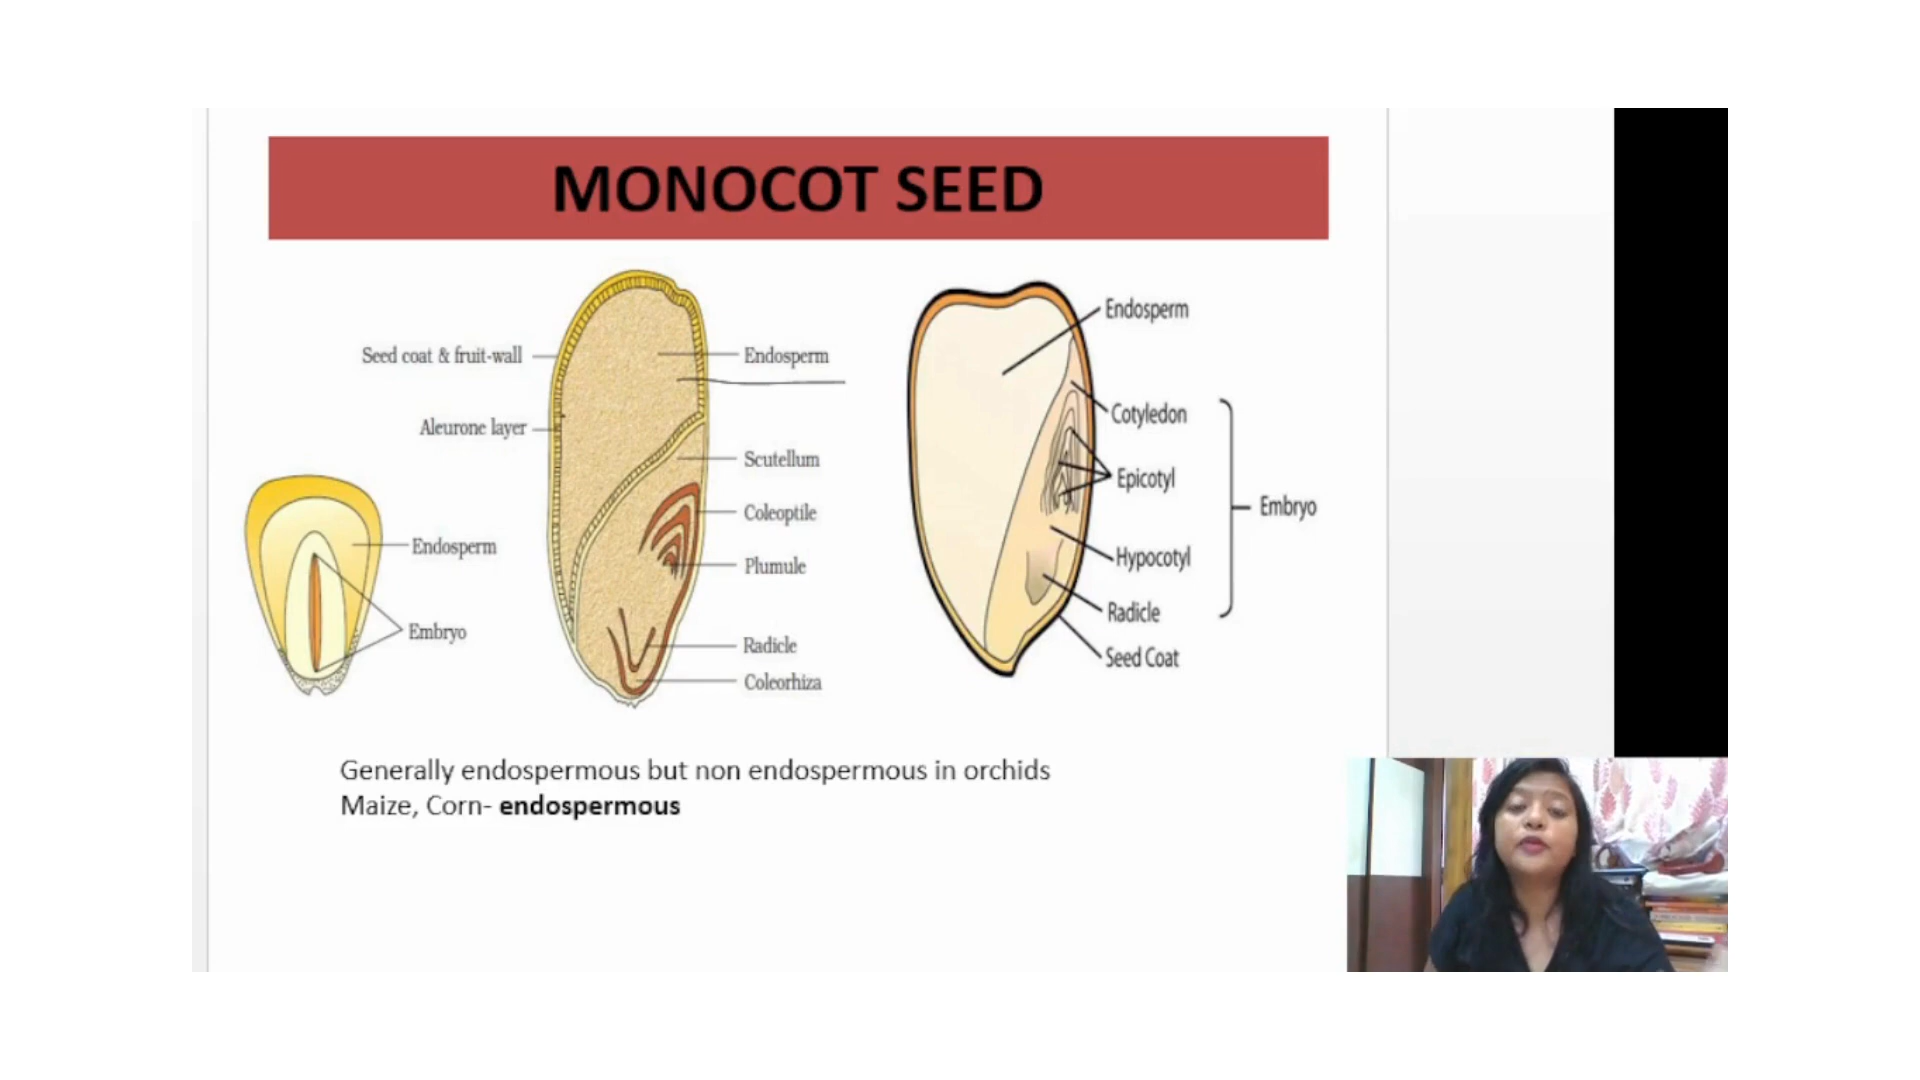 MONOCOT SEED
Seed coat & fruit-wall
Aleurone layer
Endosperm
Embryo
Endosperm
Scutellum
Coleoptile
Plumule
Radicle
Coleorhiza
Endosperm
Cotyledon
Epicotyl
Hypocotyl
Radicle
Seed Coat
Embryo
Generally endospermous but non endospermous in orchids
Maize, Corn- endospermous